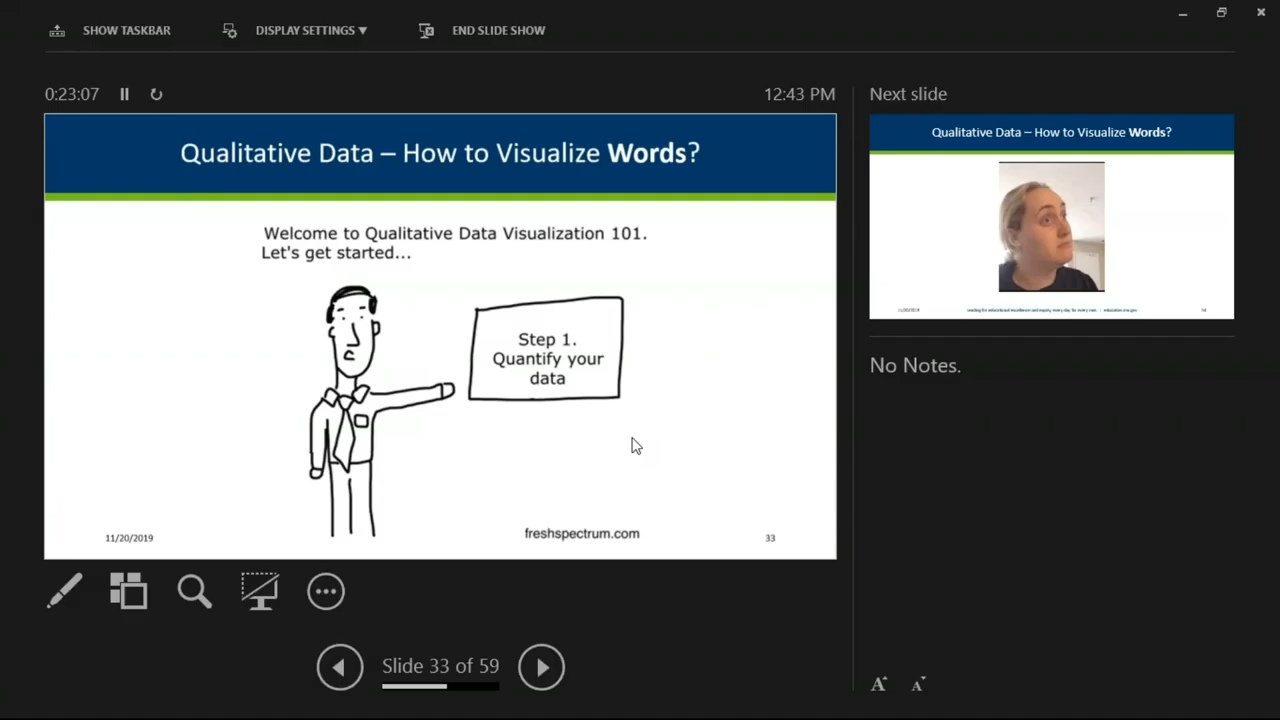 SHOW TASKBAR
DISPLAY SETTINGS ▼
END SLIDE SHOW
0:23:07
12:43 PM
Qualitative Data – How to Visualize Words?
Welcome to Qualitative Data Visualization 101.
Let's get started...
Step 1.
Quantify your
data
11/20/2019
freshspectrum.com
33
Slide 33 of 59
Next slide
Qualitative Data – How to Visualize Words?
No Notes.
A A